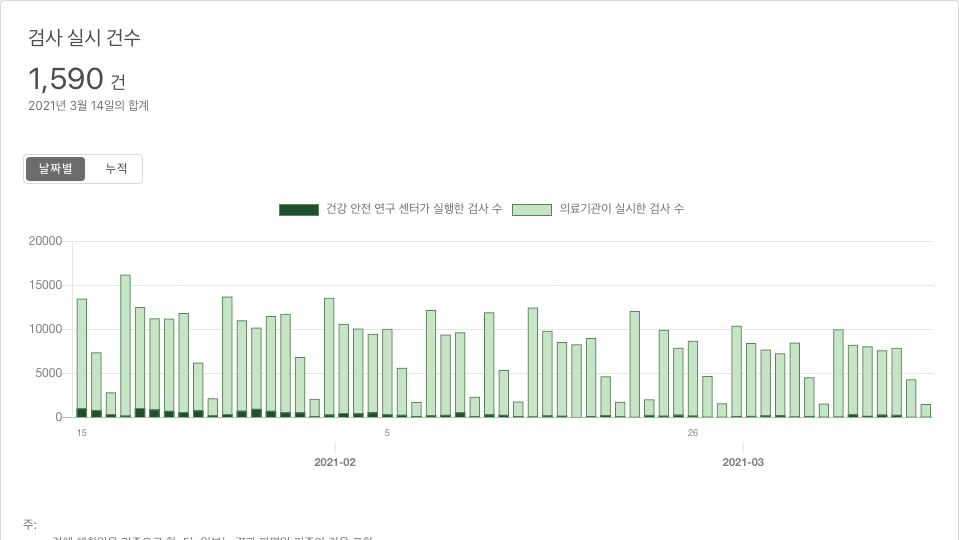 검사 실시 건수
1,590 건
2021년 3월 14일의 합계
날짜별 누적
건강 안전 연구 센터가 실행한 검사 수 의료기관이 실시한 검사 수
20000
15000
10000
5000
0
15 5 26
2021-02 2021-03
주: